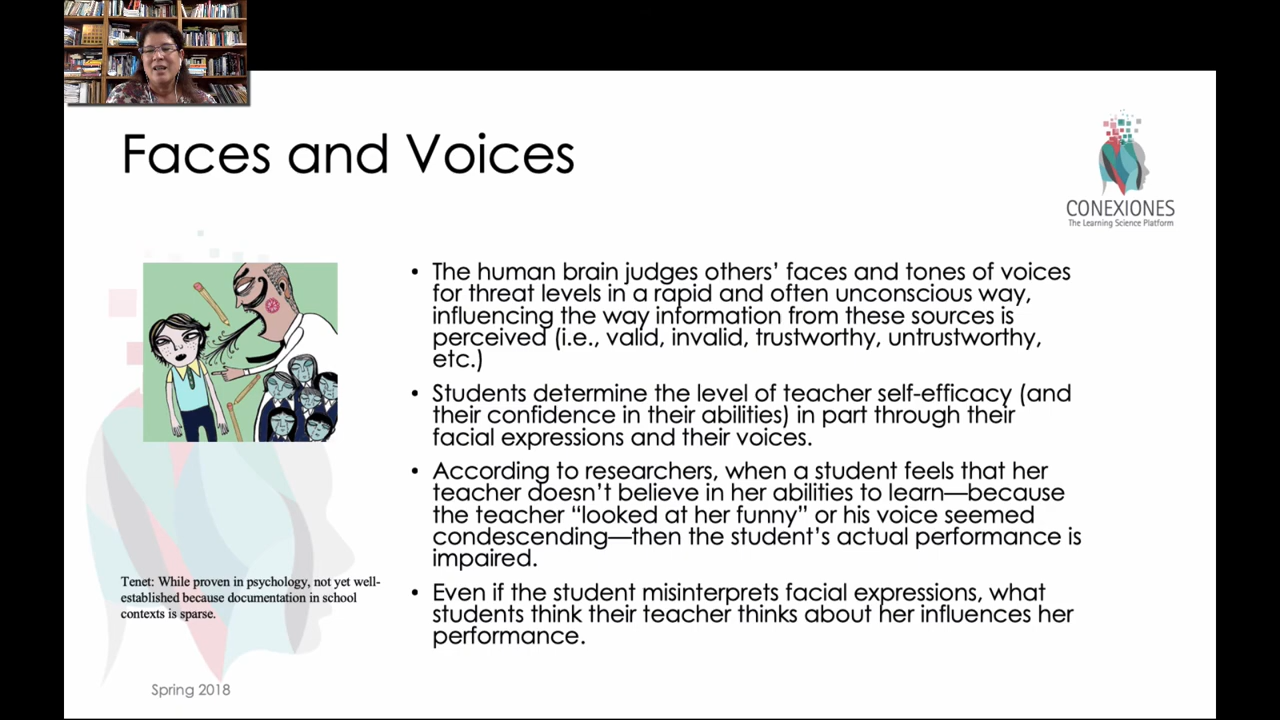 Faces and Voices
CONEXIONES
The Learning Science Platform
• The human brain judges others’ faces and tones of voices
for threat levels in a rapid and often unconscious way,
influencing the way information from these sources is
perceived (i.e., valid, invalid, trustworthy, untrustworthy,
etc.)
• Students determine the level of teacher self-efficacy (and
their confidence in their abilities) in part through their
facial expressions and their voices.
• According to researchers, when a student feels that her
teacher doesn’t believe in her abilities to learn—because
the teacher “looked at her funny” or his voice seemed
condescending—then the student’s actual performance is
impaired.
• Even if the student misinterprets facial expressions, what
students think their teacher thinks about her influences her
performance.
Tenet: While proven in psychology, not yet well-
established because documentation in school
contexts is sparse.
Spring 2018